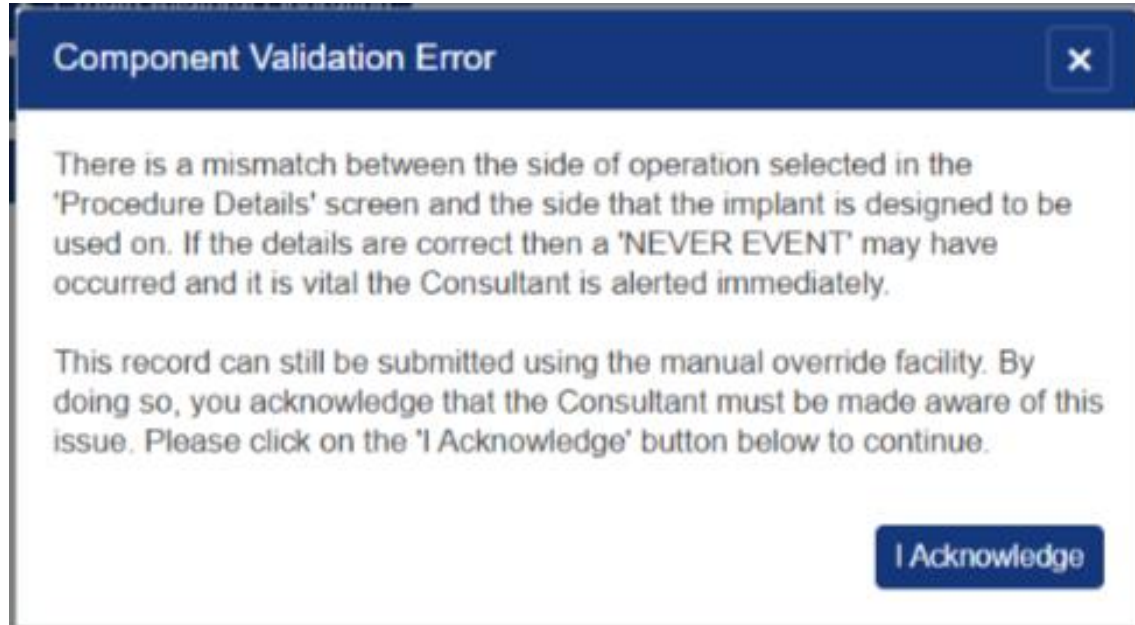 Component Validation Error
×
There is a mismatch between the side of operation selected in the
'Procedure Details' screen and the side that the implant is designed to be
used on. If the details are correct then a 'NEVER EVENT' may have
occurred and it is vital the Consultant is alerted immediately.
This record can still be submitted using the manual override facility. By
doing so, you acknowledge that the Consultant must be made aware of this
issue. Please click on the 'I Acknowledge' button below to continue.
I Acknowledge